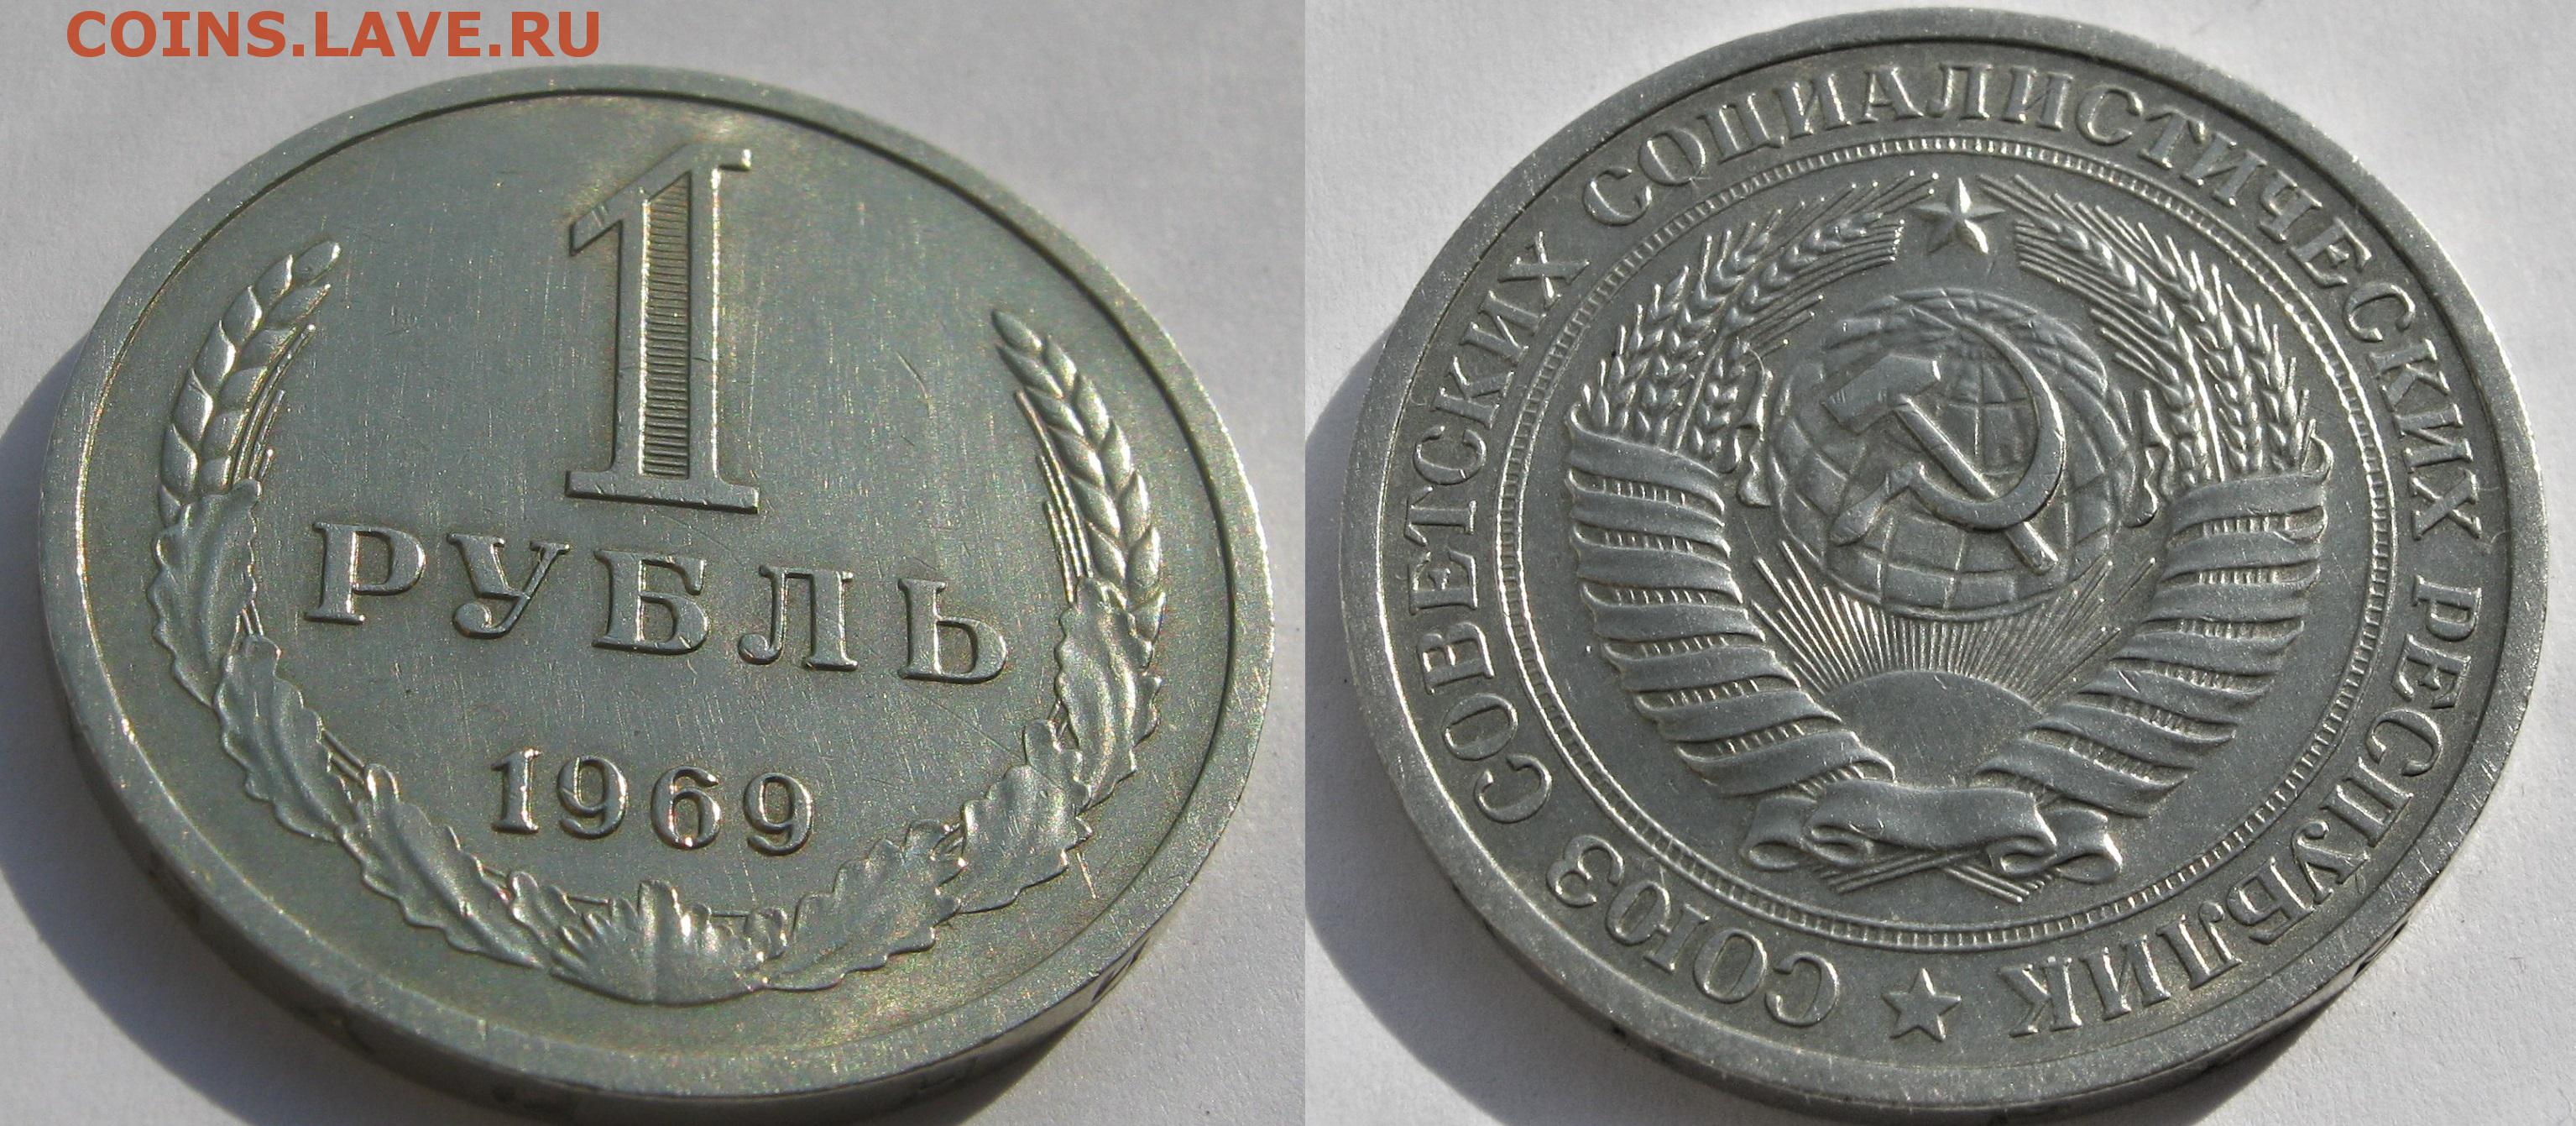 COINS.LAVE.RU
1
РУБЛЬ
1969
СОЮЗ СОВЕТСКИХ СОЦИАЛИСТИЧЕСКИХ РЕСПУБЛИК